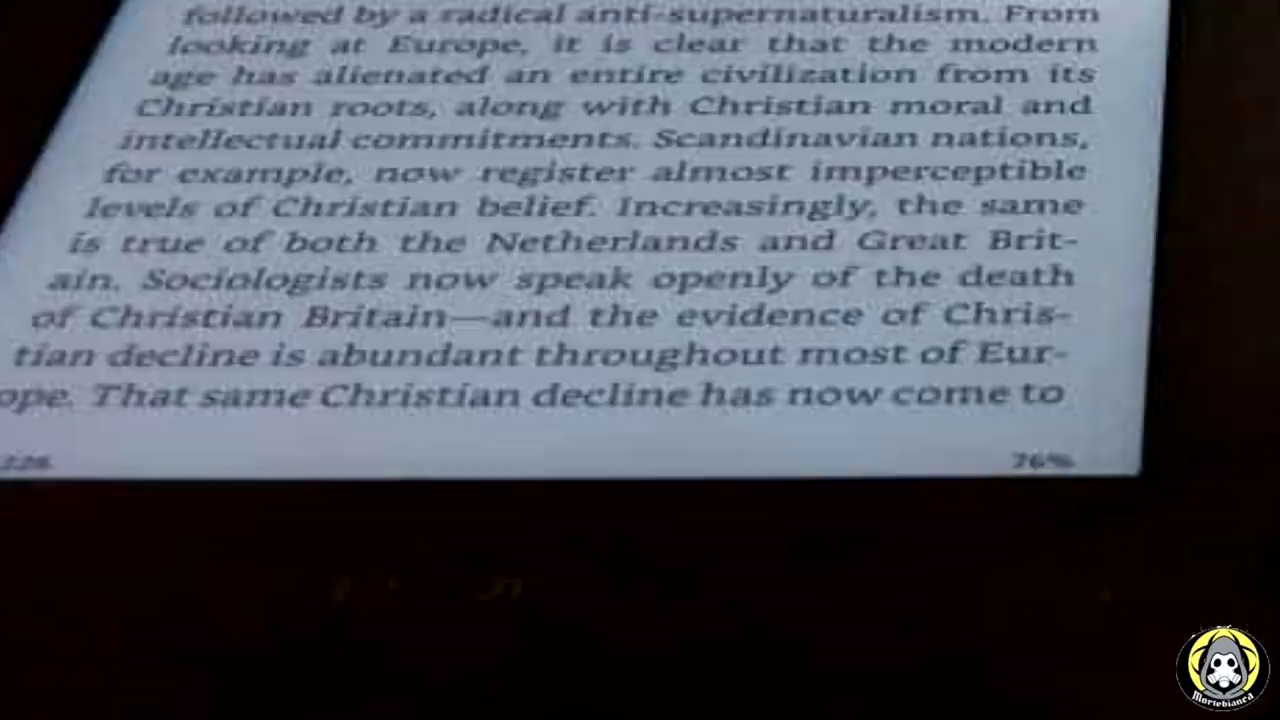 followed by a radical anti-supernaturalism. From
looking at Europe, it is clear that the modern
age has alienated an entire civilization from its
Christian roots, along with Christian moral and
intellectual commitments. Scandinavian nations,
for example, now register almost imperceptible
levels of Christian belief. Increasingly, the same
is true of both the Netherlands and Great Brit-
ain. Sociologists now speak openly of the death
of Christian Britain—and the evidence of Chris-
tian decline is abundant throughout most of Eur-
ope. That same Christian decline has now come to
76%
Mortebianca